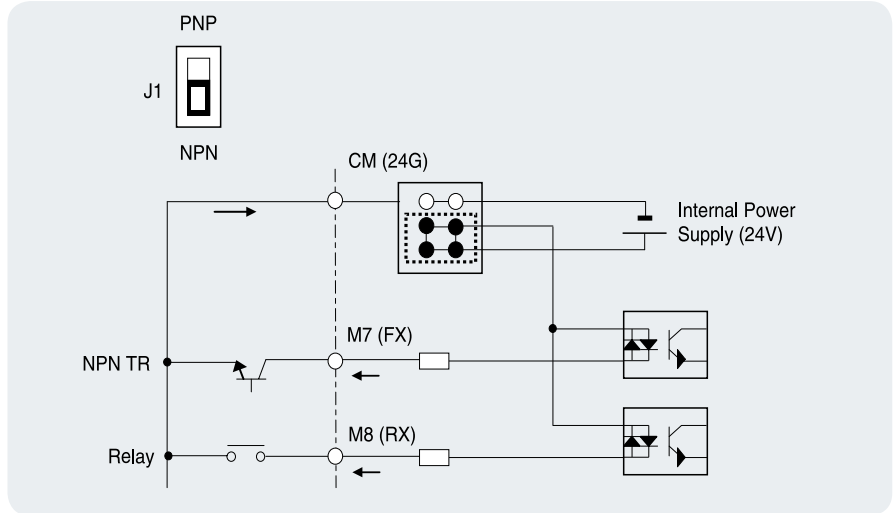 PNP
J1
NPN
CM (24G)
Internal Power
Supply (24V)
M7 (FX)
NPN TR
M8 (RX)
Relay